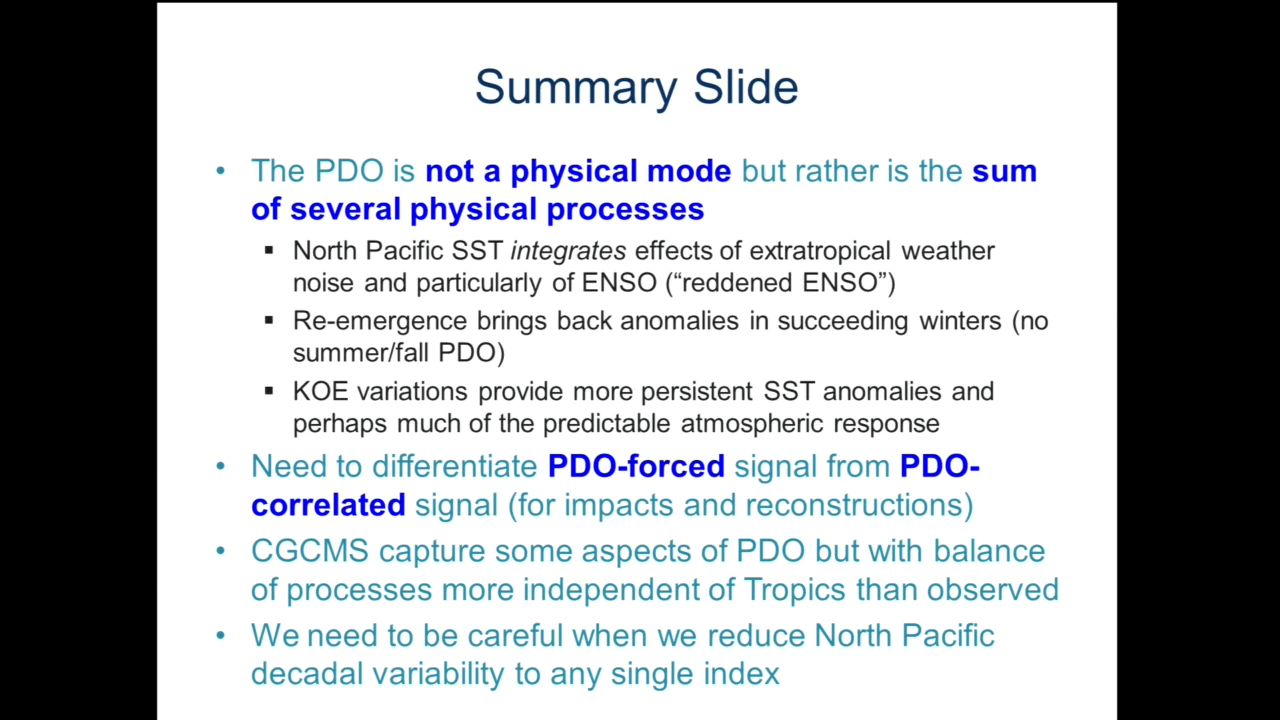 Summary Slide
• The PDO is not a physical mode but rather is the sum
of several physical processes
▪ North Pacific SST integrates effects of extratropical weather
noise and particularly of ENSO (“reddened ENSO”)
▪ Re-emergence brings back anomalies in succeeding winters (no
summer/fall PDO)
▪ KOE variations provide more persistent SST anomalies and
perhaps much of the predictable atmospheric response
• Need to differentiate PDO-forced signal from PDO-
correlated signal (for impacts and reconstructions)
• CGCMS capture some aspects of PDO but with balance
of processes more independent of Tropics than observed
• We need to be careful when we reduce North Pacific
decadal variability to any single index